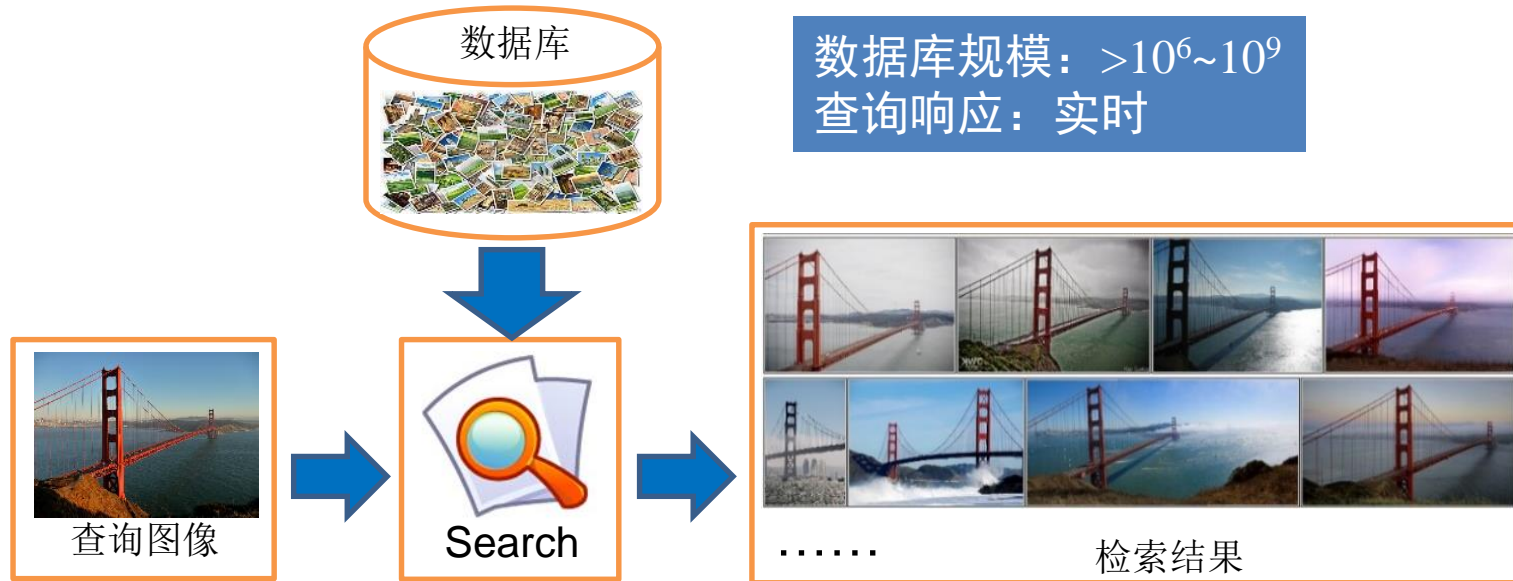 数据库
数据库规模：>10⁶~10⁹
查询响应：实时
查询图像
Search
······
检索结果